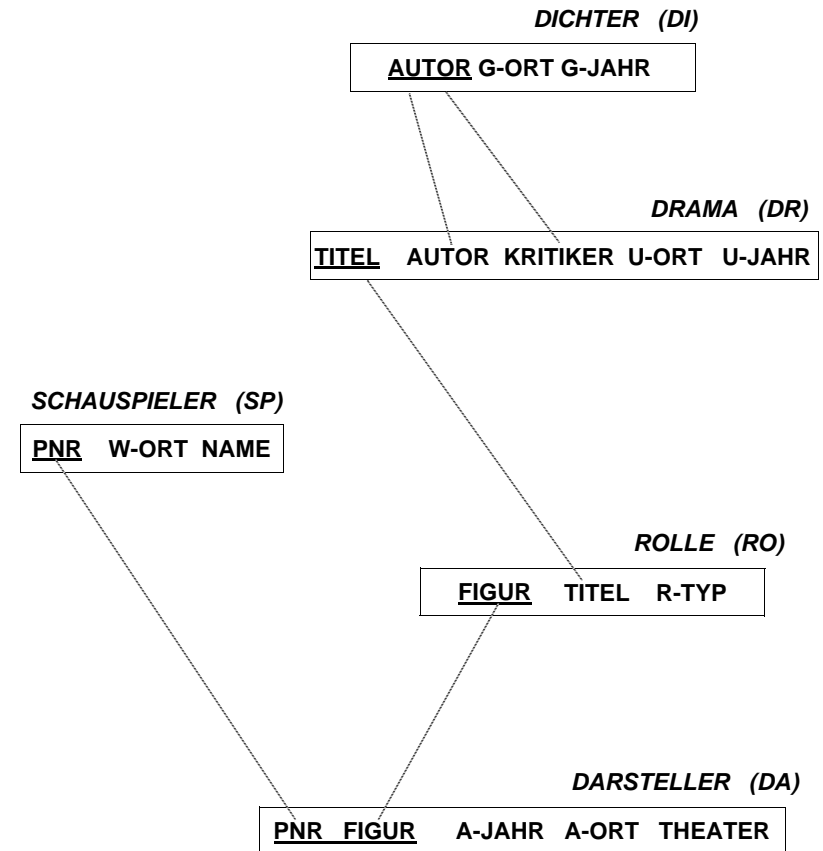 DICHTER (DI)
AUTOR G-ORT G-JAHR
DRAMA (DR)
TITEL AUTOR KRITIKER U-ORT U-JAHR
SCHAUSPIELER (SP)
PNR W-ORT NAME
ROLLE (RO)
FIGUR TITEL R-TYP
DARSTELLER (DA)
PNR FIGUR A-JAHR A-ORT THEATER